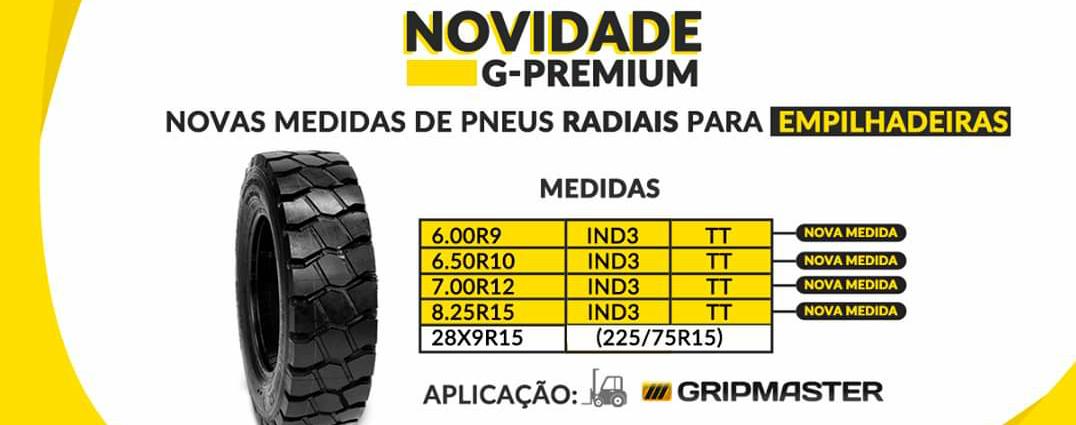 NOVIDADE
G-PREMIUM
NOVAS MEDIDAS DE PNEUS RADIAIS PARA EMPILHADEIRAS
MEDIDAS
6.00R9 IND3 TT NOVA MEDIDA
6.50R10 IND3 TT NOVA MEDIDA
7.00R12 IND3 TT NOVA MEDIDA
8.25R15 IND3 TT NOVA MEDIDA
28X9R15 (225/75R15)
APLICAÇÃO: GRIPMASTER